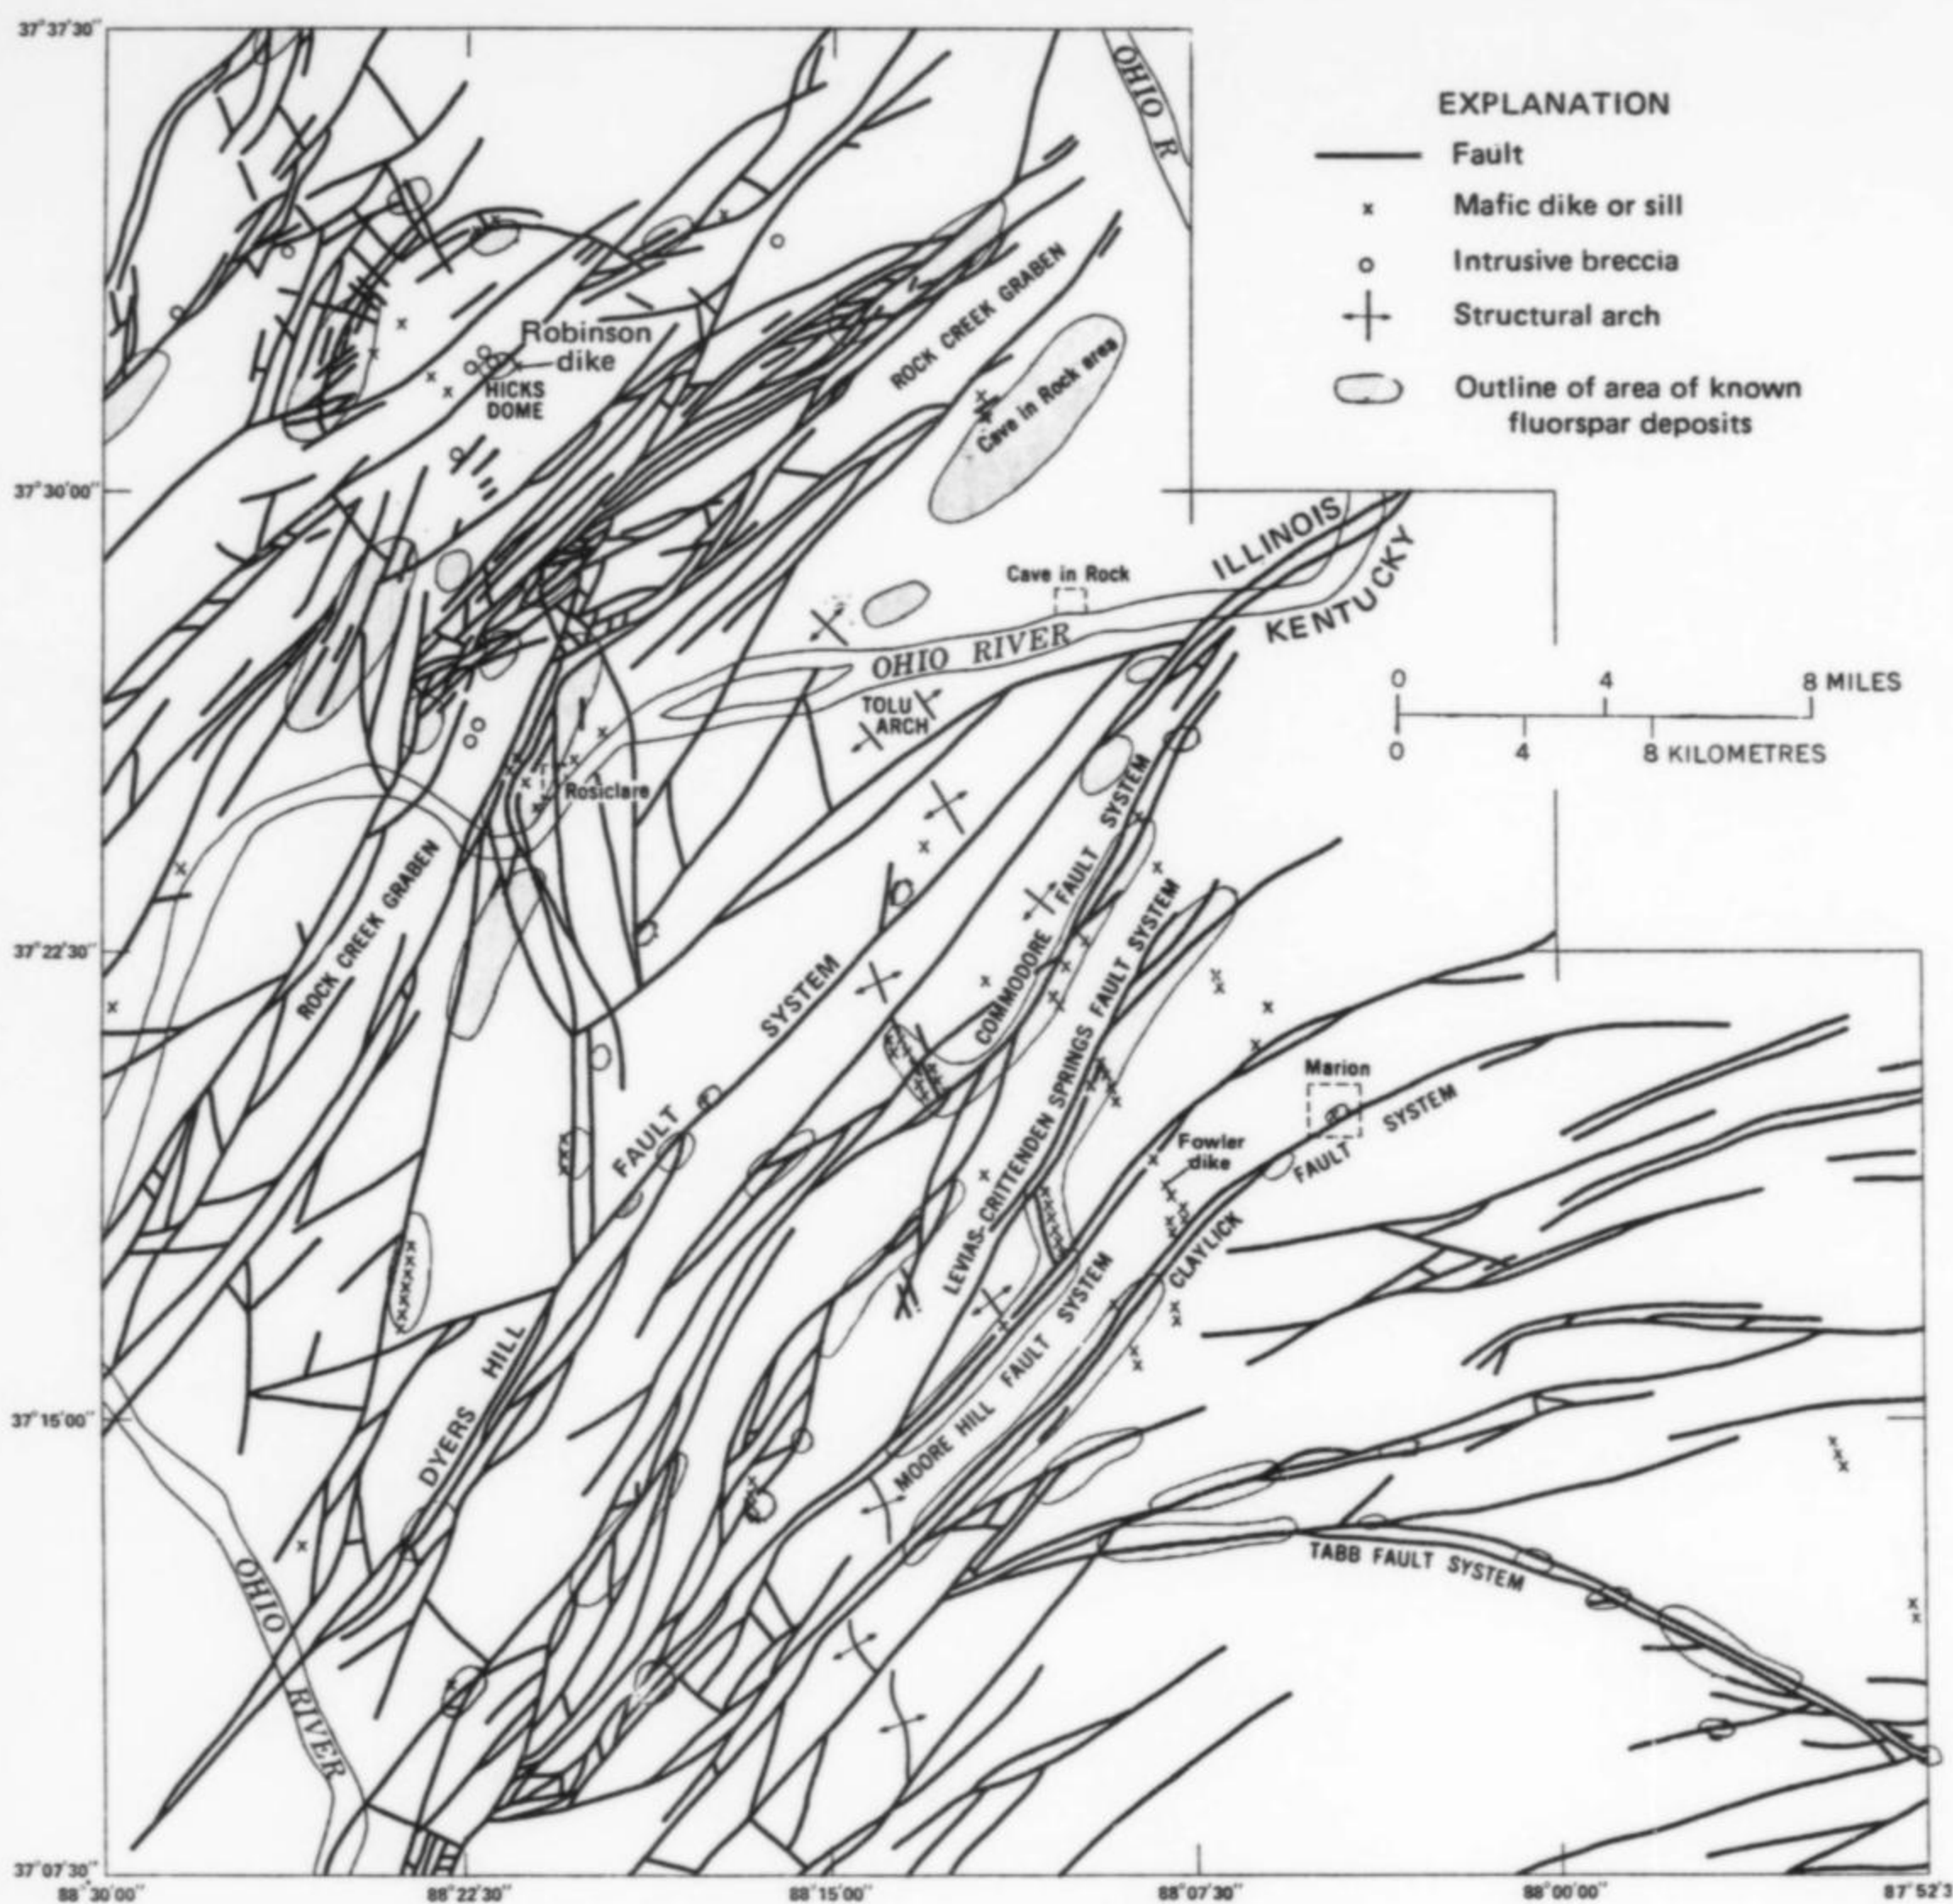 37°37'30"
OHIO R
EXPLANATION
Fault
x Mafic dike or sill
Intrusive breccia
Structural arch
Outline of area of known
fluorspar deposits
ROCK CREEK GRABEN
Robinson
dike
HICKS
DOME
Cave in Rock area
37°30'00"
ILLINOIS
KENTUCKY
Cave in Rock
OHIO RIVER
TOLU
ARCH
0 4 8 MILES
0 4 8 KILOMETRES
Rosiclare
ROCK CREEK GRABEN
37°22'30"
COMMODORE FAULT SYSTEM
LEVIAS-CRITTENDEN SPRINGS FAULT SYSTEM
DYERS HILL FAULT SYSTEM
Marion
Fowler
dike
CLAYLICK FAULT SYSTEM
MOORE HILL FAULT SYSTEM
37°15'00"
TABB FAULT SYSTEM
OHIO RIVER
37°07'30"
88°30'00" 88°22'30" 88°15'00" 88°07'30" 88°00'00" 87°52'3